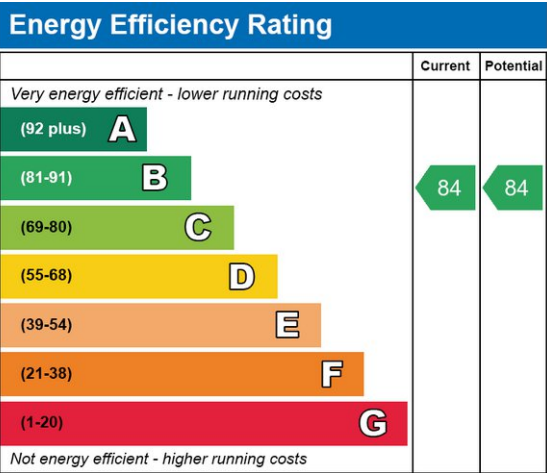 Energy Efficiency Rating
Current Potential
Very energy efficient - lower running costs
(92 plus) A
(81-91) B 84 84
(69-80) C
(55-68) D
(39-54) E
(21-38) F
(1-20) G
Not energy efficient - higher running costs